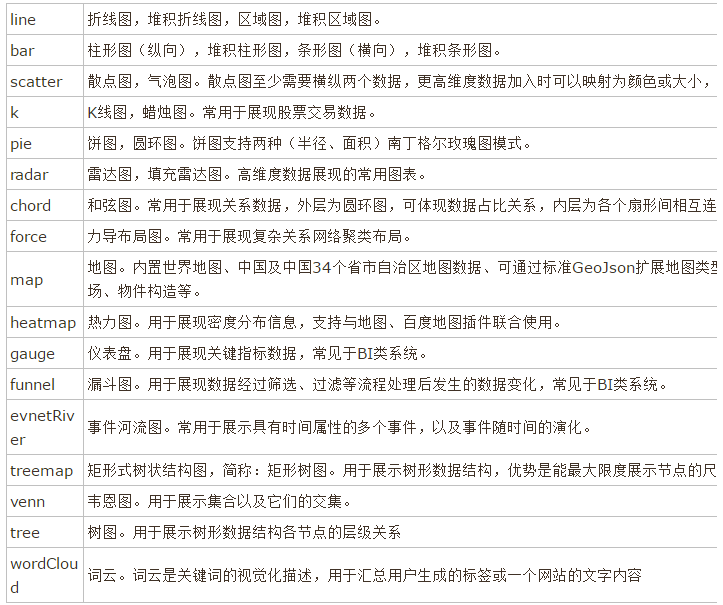 line 折线图，堆积折线图，区域图，堆积区域图。
bar 柱形图（纵向），堆积柱形图，条形图（横向），堆积条形图。
scatter 散点图，气泡图。散点图至少需要横纵两个数据，更高维度数据加入时可以映射为颜色或大小，
k K线图，蜡烛图。常用于展现股票交易数据。
pie 饼图，圆环图。饼图支持两种（半径、面积）南丁格尔玫瑰图模式。
radar 雷达图，填充雷达图。高维度数据展现的常用图表。
chord 和弦图。常用于展现关系数据，外层为圆环图，可体现数据占比关系，内层为各个扇形间相互连
force 力导布局图。常用于展现复杂关系网络聚类布局。
map 地图。内置世界地图、中国及中国34个省市自治区地图数据、可通过标准GeoJson扩展地图类型
场、物件构造等。
heatmap 热力图。用于展现密度分布信息，支持与地图、百度地图插件联合使用。
gauge 仪表盘。用于展现关键指标数据，常见于BI类系统。
funnel 漏斗图。用于展现数据经过筛选、过滤等流程处理后发生的数据变化，常见于BI类系统。
evnetRiv
er
事件河流图。常用于展示具有时间属性的多个事件，以及事件随时间的演化。
treemap 矩形式树状结构图，简称：矩形树图。用于展示树形数据结构，优势是能最大限度展示节点的尺
venn 韦恩图。用于展示集合以及它们的交集。
tree 树图。用于展示树形数据结构各节点的层级关系
wordClou
d
词云。词云是关键词的视觉化描述，用于汇总用户生成的标签或一个网站的文字内容